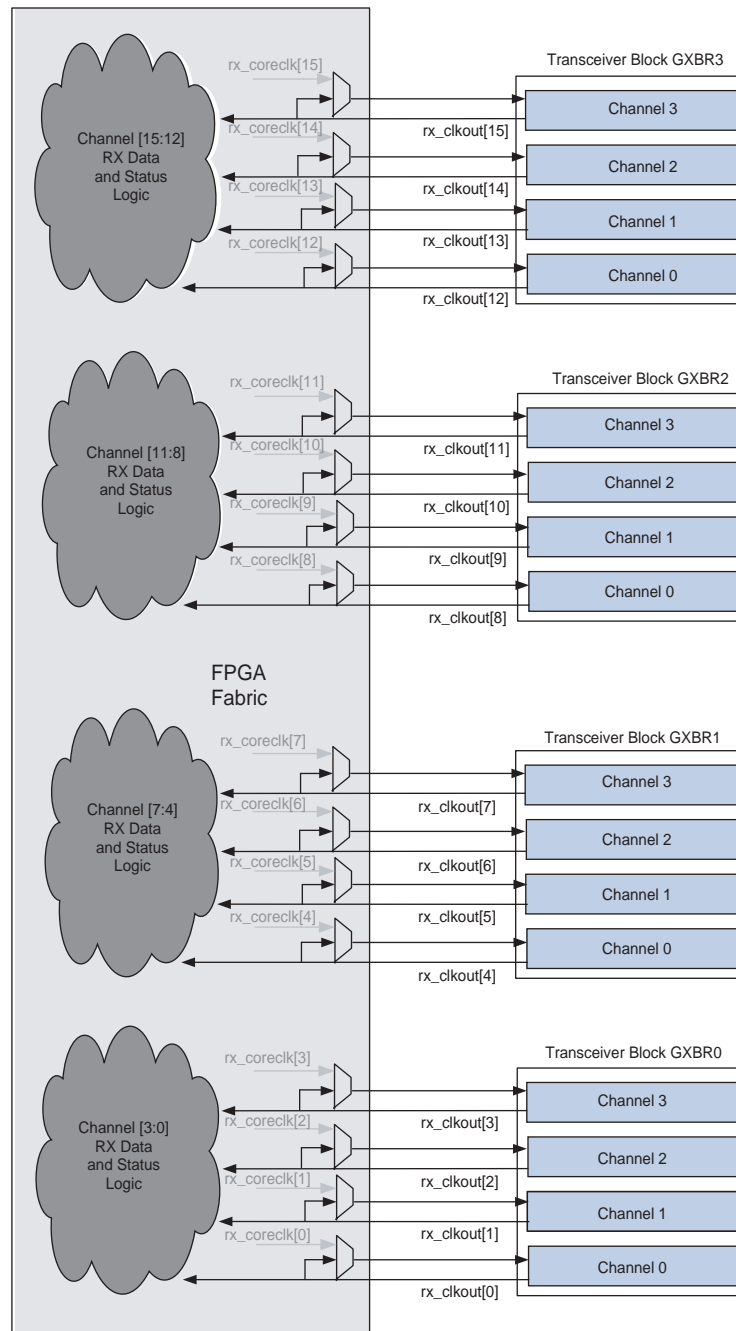 Transceiver Block GXBR3
rx_coreclk[15]
Channel 3
rx_clkout[15]
rx_coreclk[14]
Channel [15:12]
RX Data
and Status
Logic
Channel 2
rx_clkout[14]
rx_coreclk[13]
Channel 1
rx_clkout[13]
rx_coreclk[12]
Channel 0
rx_clkout[12]
Transceiver Block GXBR2
rx_coreclk[11]
Channel 3
rx_clkout[11]
rx_coreclk[10]
Channel [11:8]
RX Data
and Status
Logic
Channel 2
rx_clkout[10]
rx_coreclk[9]
Channel 1
rx_clkout[9]
rx_coreclk[8]
Channel 0
rx_clkout[8]
FPGA
Fabric
Transceiver Block GXBR1
rx_coreclk[7]
Channel 3
rx_clkout[7]
rx_coreclk[6]
Channel [7:4]
RX Data
and Status
Logic
Channel 2
rx_clkout[6]
rx_coreclk[5]
Channel 1
rx_clkout[5]
rx_coreclk[4]
Channel 0
rx_clkout[4]
Transceiver Block GXBR0
rx_coreclk[3]
Channel 3
rx_clkout[3]
rx_coreclk[2]
Channel [3:0]
RX Data
and Status
Logic
Channel 2
rx_clkout[2]
rx_coreclk[1]
Channel 1
rx_clkout[1]
rx_coreclk[0]
Channel 0
rx_clkout[0]